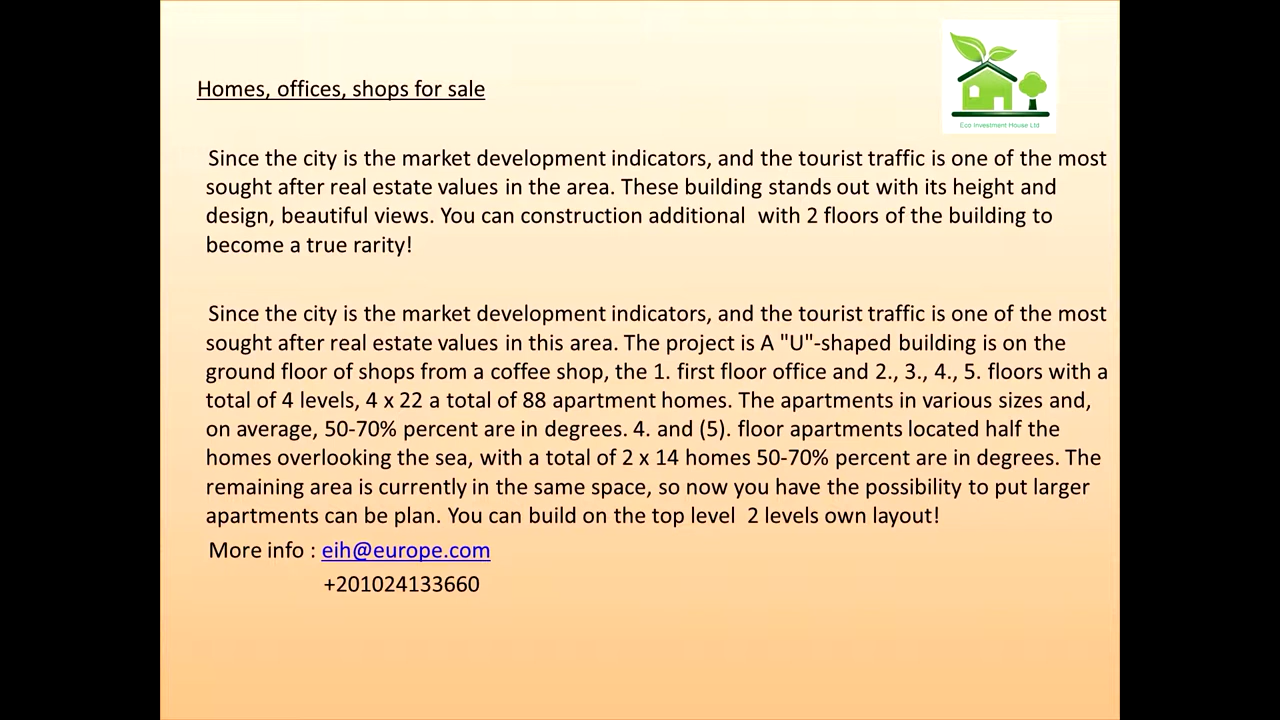 Eco Investment House Ltd
Homes, offices, shops for sale
Since the city is the market development indicators, and the tourist traffic is one of the most
sought after real estate values in the area. These building stands out with its height and
design, beautiful views. You can construction additional  with 2 floors of the building to
become a true rarity!
Since the city is the market development indicators, and the tourist traffic is one of the most
sought after real estate values in this area. The project is A "U"-shaped building is on the
ground floor of shops from a coffee shop, the 1. first floor office and 2., 3., 4., 5. floors with a
total of 4 levels, 4 x 22 a total of 88 apartment homes. The apartments in various sizes and,
on average, 50-70% percent are in degrees. 4. and (5). floor apartments located half the
homes overlooking the sea, with a total of 2 x 14 homes 50-70% percent are in degrees. The
remaining area is currently in the same space, so now you have the possibility to put larger
apartments can be plan. You can build on the top level  2 levels own layout!
More info : eih@europe.com
+201024133660